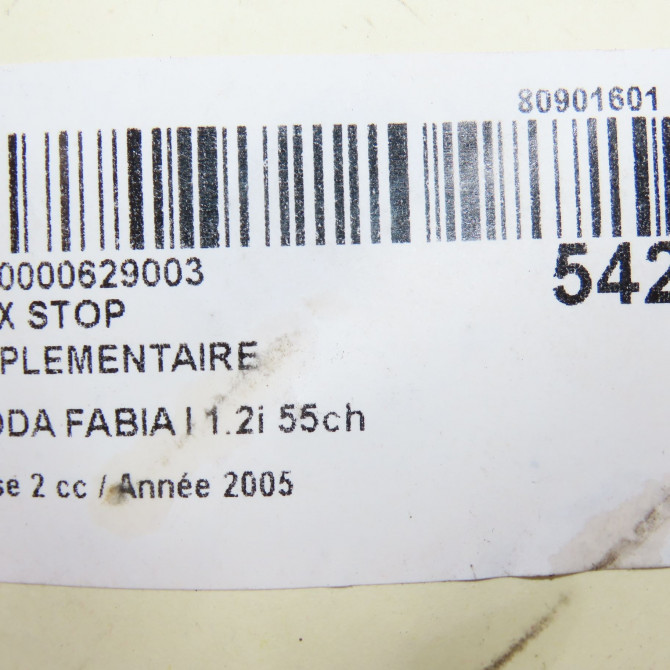 80901601
0000629003
542
X STOP
PLEMENTAIRE
ODA FABIA I 1.2i 55ch
se 2 cc / Année 2005